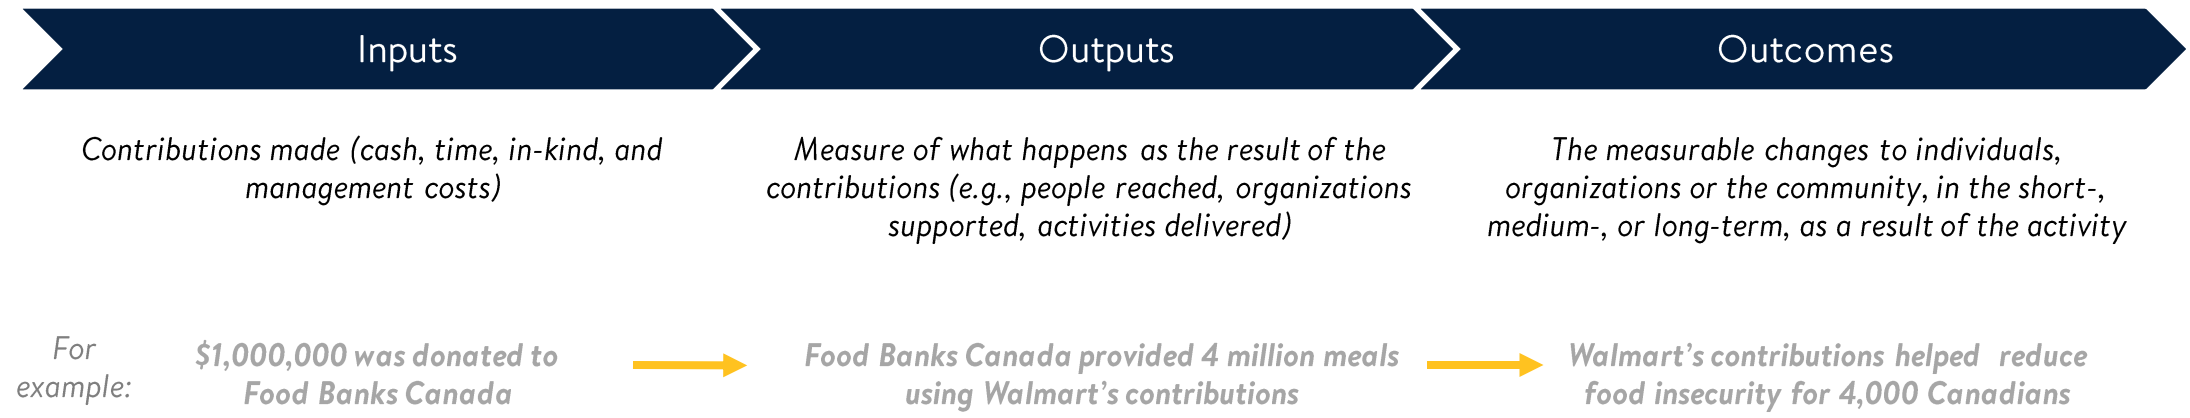 Inputs
Outputs
Outcomes
Contributions made (cash, time, in-kind, and
management costs)
Measure of what happens as the result of the
contributions (e.g., people reached, organizations
supported, activities delivered)
The measurable changes to individuals,
organizations or the community, in the short-,
medium-, or long-term, as a result of the activity
For
example:
$1,000,000 was donated to
Food Banks Canada
Food Banks Canada provided 4 million meals
using Walmart's contributions
Walmart's contributions helped reduce
food insecurity for 4,000 Canadians